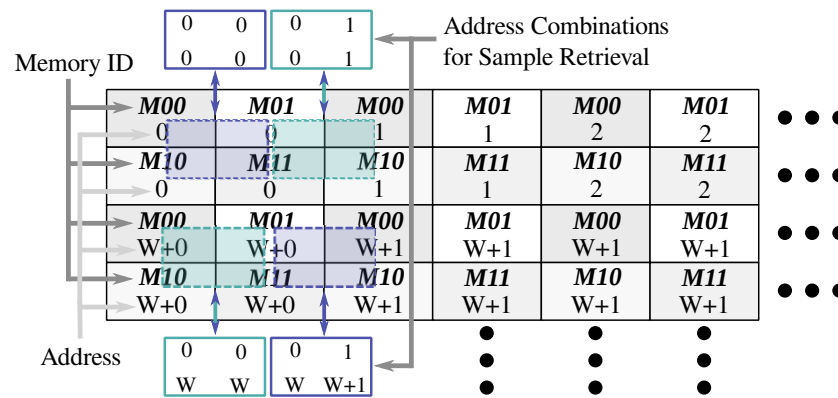 0 0 0 1 Address Combinations
0 0 0 1 for Sample Retrieval
Memory ID
M00 M01 M00 M01 M00 M01
0 0 1 1 2 2
M10 M11 M10 M11 M10 M11
0 0 1 1 2 2
M00 M01 M00 M01 M00 M01
W+0 W+0 W+1 W+1 W+1 W+1
M10 M11 M10 M11 M10 M11
W+0 W+0 W+1 W+1 W+1 W+1
Address
0 0 0 1
W W W W+1